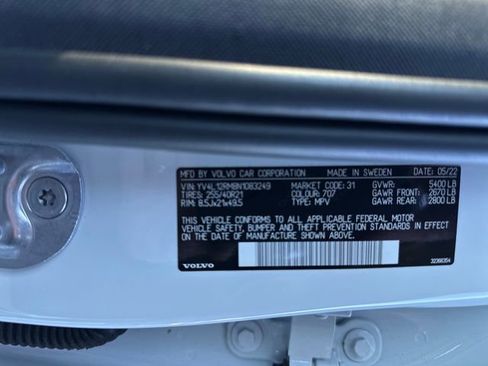 MFD BY VOLVO CAR CORPORATION MADE IN SWEDEN DATE: 05/22
VIN: YV4L12RM8N1083249 MARKET CODE: 31 GVWR: 5400 LB
TIRES: 255/40R21 COLOUR: 707 GAWR FRONT: 2670 LB
RIM: 8.5Jx21x49.5 TYPE: MPV GAWR REAR: 2800 LB
THIS VEHICLE CONFORMS TO ALL APPLICABLE FEDERAL MOTOR
VEHICLE SAFETY, BUMPER AND THEFT PREVENTION STANDARDS IN EFFECT
ON THE DATE OF MANUFACTURE SHOWN ABOVE.
VOLVO 32366354